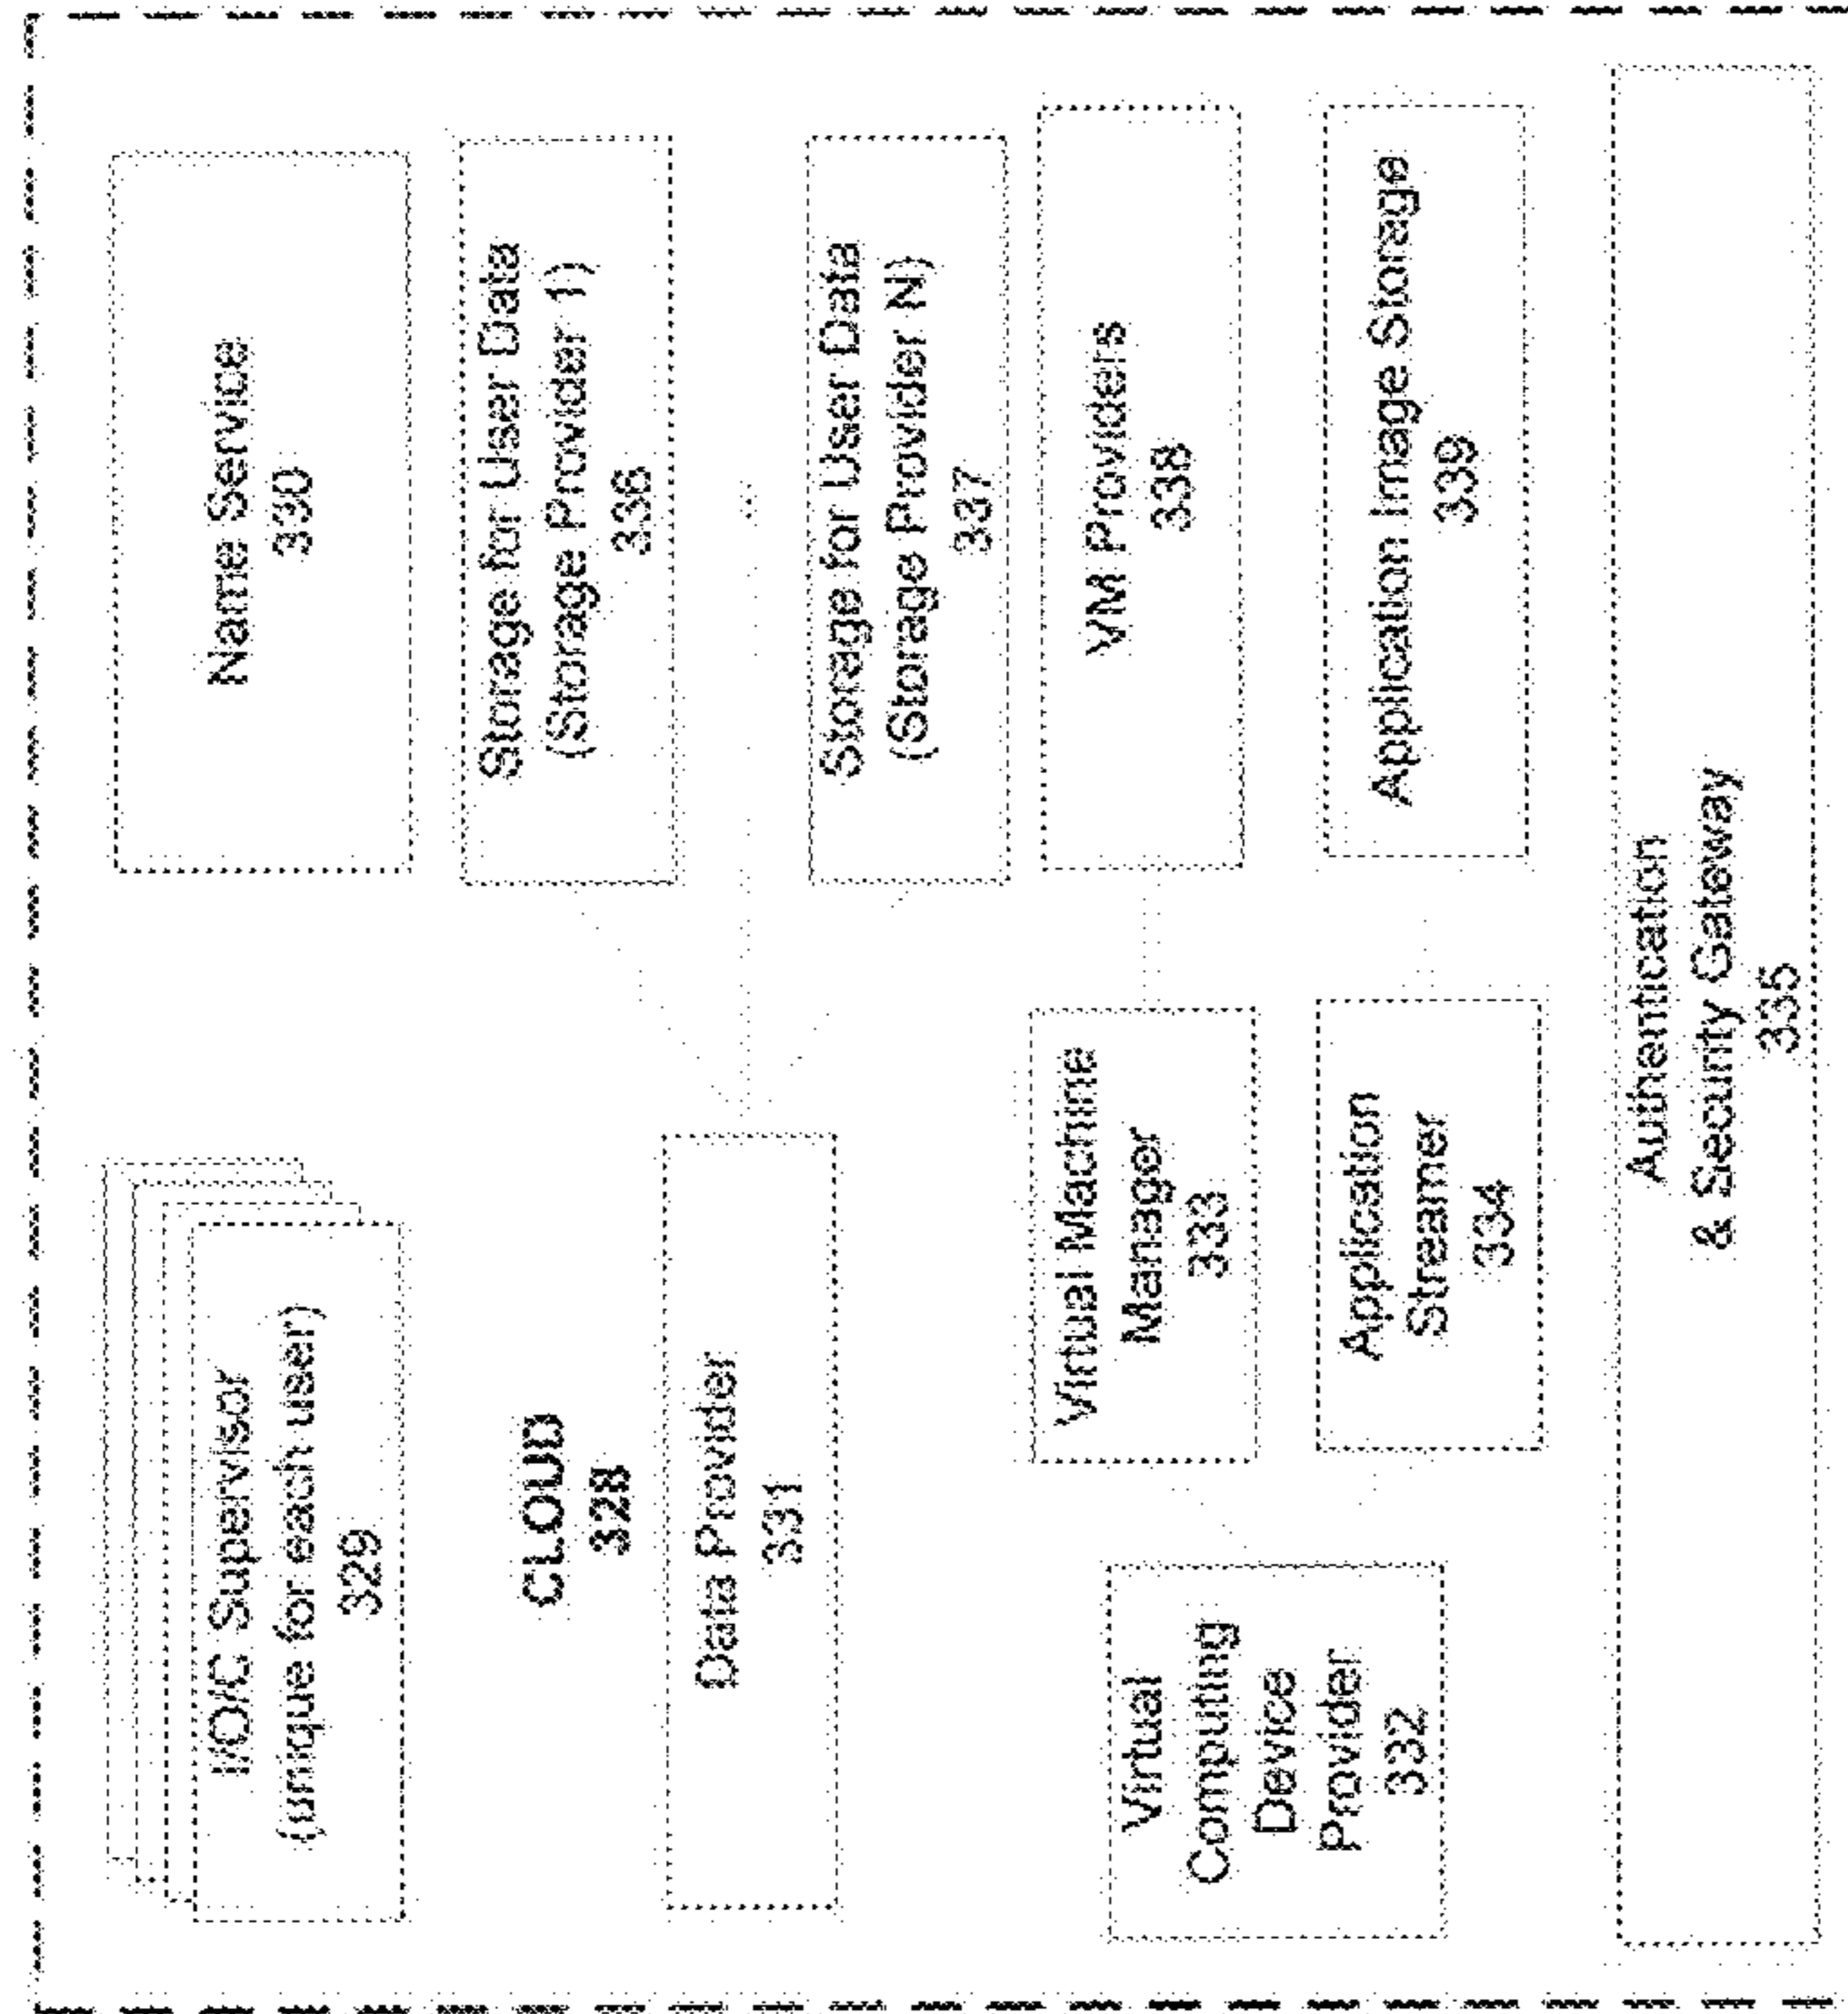 I/O/C Supervisor
(unique for each user)
329
Name Service
330
CLOUD
328
Storage for User Data
(Storage Provider 1)
336
Data Provider
331
Storage for User Data
(Storage Provider N)
337
Virtual
Computing
Device
Provider
332
Virtual Machine
Manager
333
VM Providers
338
Application
Streamer
334
Application Image Storage
339
Authentication
& Security Gateway
335